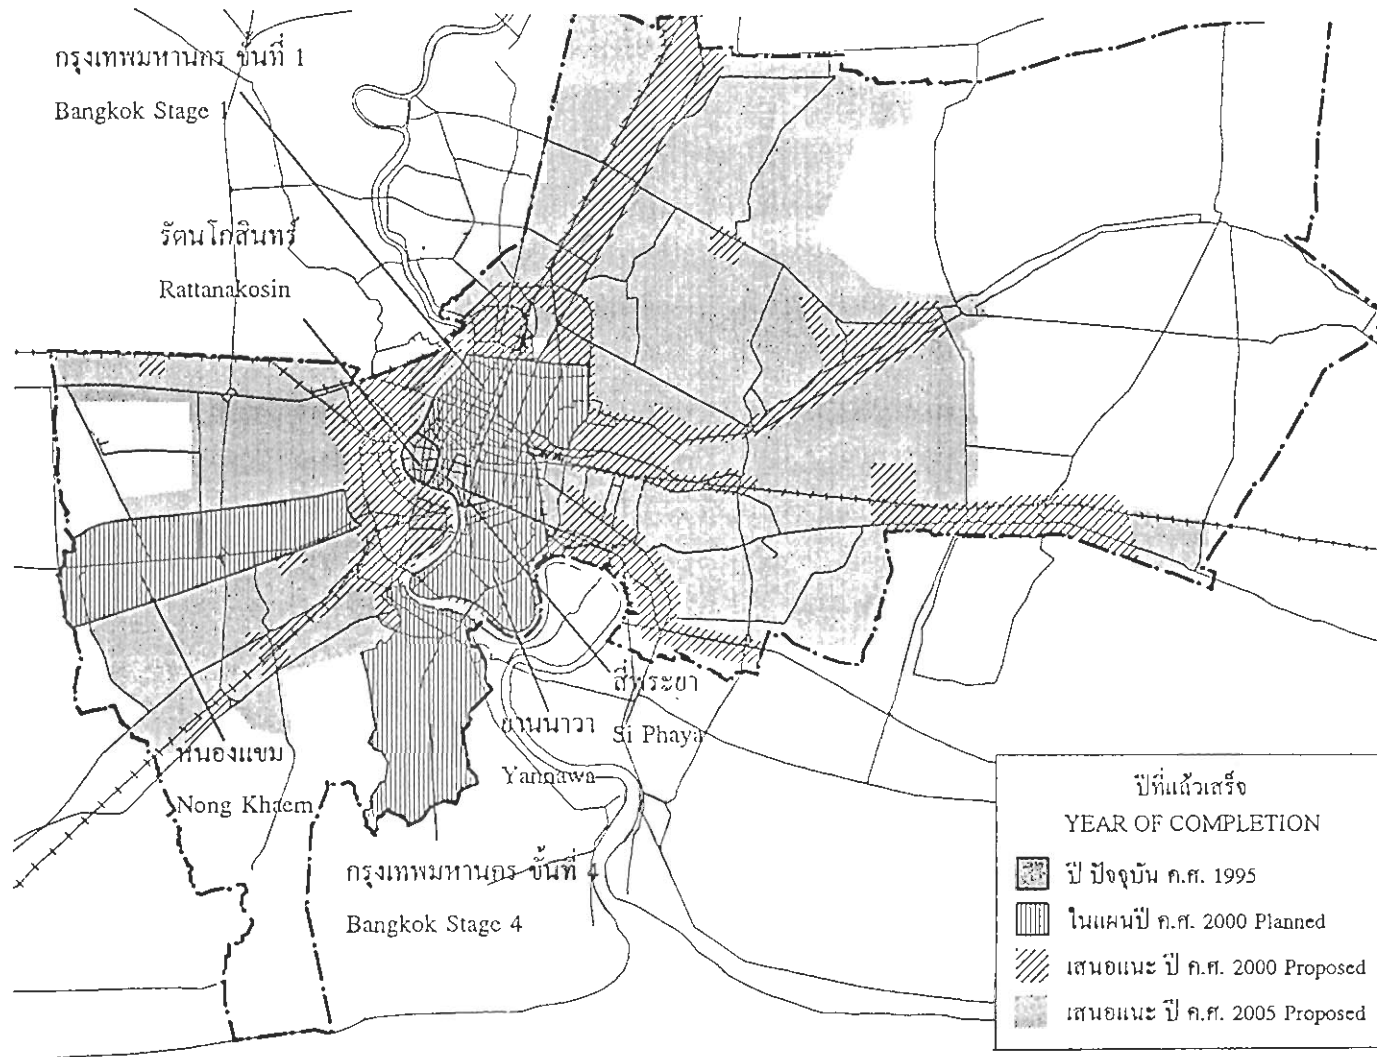 กรุงเทพมหานคร ขั้นที่ 1
Bangkok Stage 1
รัตนโกสินทร์
Rattanakosin
สี่พระยา
Si Phaya
ยานนาวา
Yannawa
หนองแขม
Nong Khaem
กรุงเทพมหานคร ขั้นที่ 4
Bangkok Stage 4
ปีที่แล้วเสร็จ
YEAR OF COMPLETION
ปี ปัจจุบัน ค.ศ. 1995
ในแผนปี ค.ศ. 2000 Planned
เสนอแนะ ปี ค.ศ. 2000 Proposed
เสนอแนะ ปี ค.ศ. 2005 Proposed